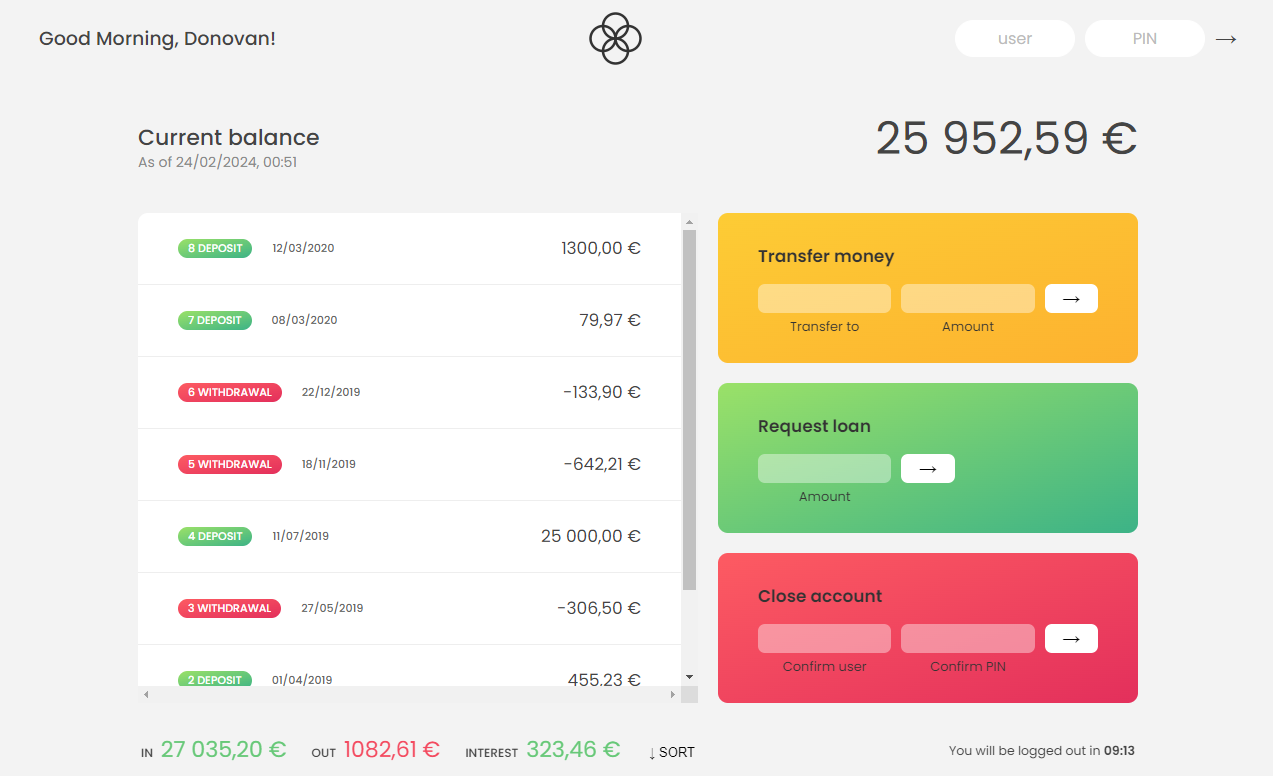 Good Morning, Donovan!
user PIN →
Current balance
As of 24/02/2024, 00:51
25 952,59 €
8 DEPOSIT 12/03/2020 1300,00 €
7 DEPOSIT 08/03/2020 79,97 €
6 WITHDRAWAL 22/12/2019 -133,90 €
5 WITHDRAWAL 18/11/2019 -642,21 €
4 DEPOSIT 11/07/2019 25 000,00 €
3 WITHDRAWAL 27/05/2019 -306,50 €
2 DEPOSIT 01/04/2019 455,23 €
Transfer money
→
Transfer to Amount
Request loan
→
Amount
Close account
→
Confirm user Confirm PIN
IN 27 035,20 € OUT 1082,61 € INTEREST 323,46 € ↓ SORT
You will be logged out in 09:13